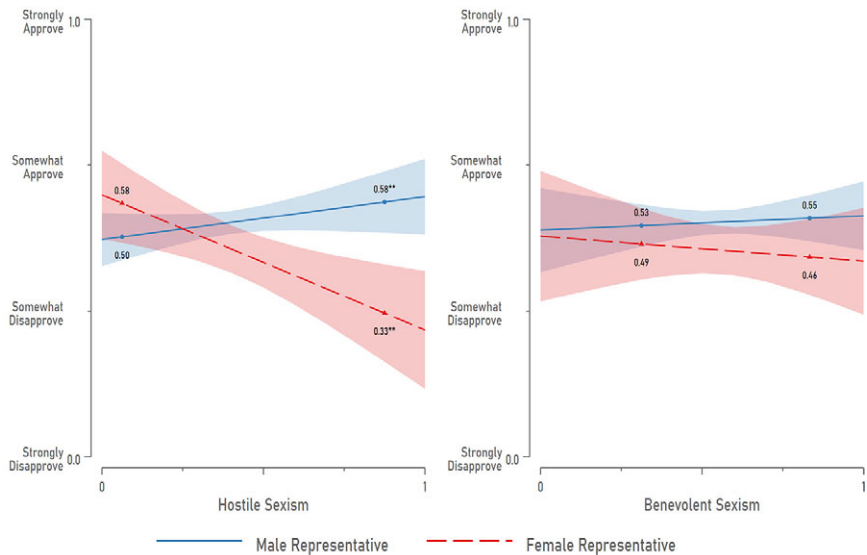 Strongly
Approve
1.0
Somewhat
Approve
Somewhat
Disapprove
Strongly
Disapprove
0.0
0.58
0.50
0.58**
0.33**
0
1
Hostile Sexism
Strongly
Approve
1.0
Somewhat
Approve
Somewhat
Disapprove
Strongly
Disapprove
0.0
0.53
0.49
0.55
0.46
0
1
Benevolent Sexism
Male Representative
Female Representative